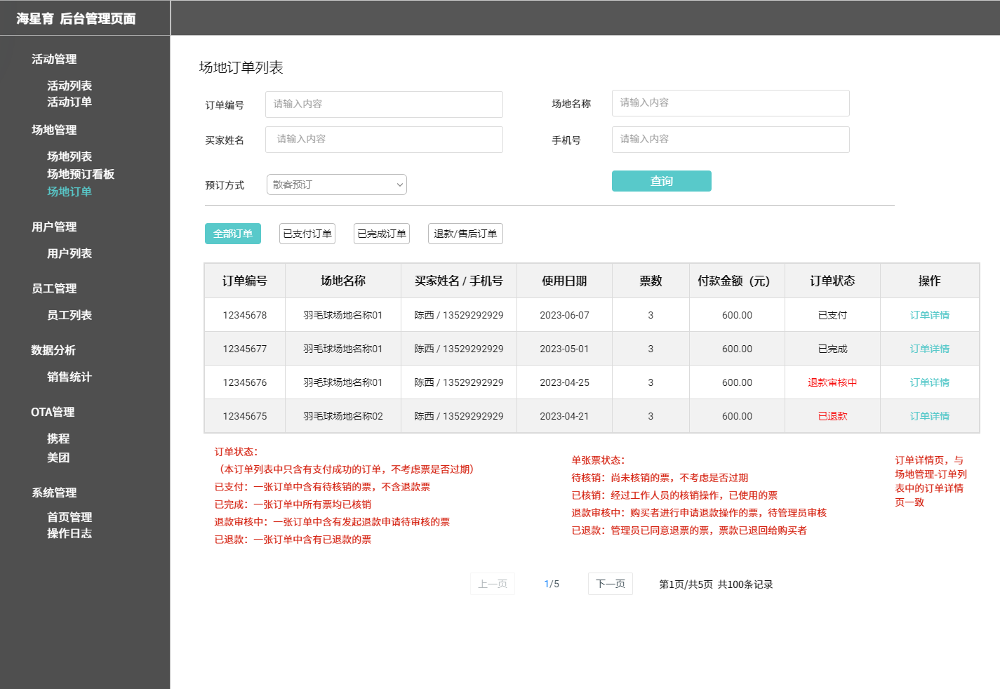 海星育 后台管理页面
活动管理
活动列表
活动订单
场地管理
场地列表
场地预订看板
场地订单
用户管理
用户列表
员工管理
员工列表
数据分析
销售统计
OTA管理
携程
美团
系统管理
首页管理
操作日志
场地订单列表
订单编号 请输入内容 场地名称 请输入内容
买家姓名 请输入内容 手机号 请输入内容
预订方式 散客预订 查询
全部订单 已支付订单 已完成订单 退款/售后订单
订单编号 场地名称 买家姓名 / 手机号 使用日期 票数 付款金额（元） 订单状态 操作
12345678 羽毛球场地名称01 陈西 / 13529292929 2023-06-07 3 600.00 已支付 订单详情
12345677 羽毛球场地名称01 陈西 / 13529292929 2023-05-01 3 600.00 已完成 订单详情
12345676 羽毛球场地名称01 陈西 / 13529292929 2023-04-25 3 600.00 退款审核中 订单详情
12345675 羽毛球场地名称02 陈西 / 13529292929 2023-04-21 3 600.00 已退款 订单详情
订单状态：
（本订单列表中只含有支付成功的订单，不考虑票是否过期）
已支付：一张订单中含有待核销的票，不含退款票
已完成：一张订单中所有票均已核销
退款审核中：一张订单中含有发起退款申请待审核的票
已退款：一张订单中含有已退款的票
单张票状态：
待核销：尚未核销的票，不考虑是否过期
已核销：经过工作人员的核销操作，已使用的票
退款审核中：购买者进行申请退款操作的票，待管理员审核
已退款：管理员已同意退票的票，票款已退回给购买者
订单详情页，与
场地管理-订单列
表中的订单详情
页一致
上一页 1/5 下一页 第1页/共5页 共100条记录